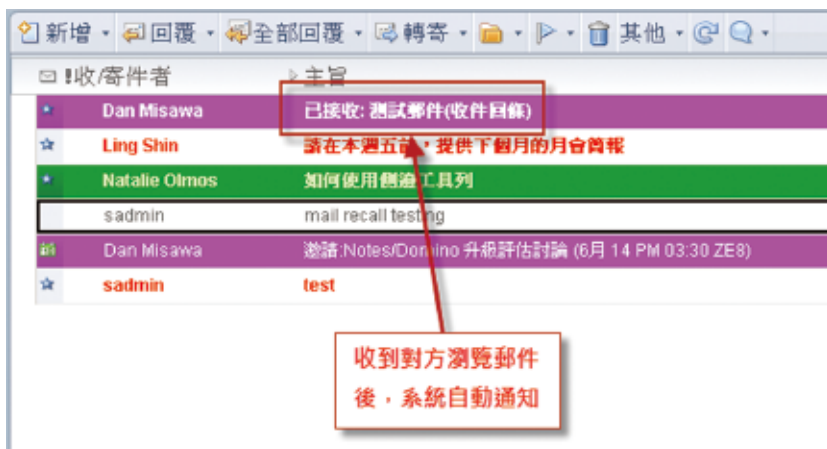 新增 回覆 全部回覆 轉寄 其他
!收/寄件者 主旨
Dan Misawa 已接收: 測試郵件(收件回條)
Ling Shin 請在本週五前，提供下個月的月會簡報
Natalie Olmos 如何使用側邊工具列
sadmin mail recall testing
Dan Misawa 邀請:Notes/Domino 升級評估討論 (6月 14 PM 03:30 ZE8)
sadmin test
收到對方瀏覽郵件
後，系統自動通知